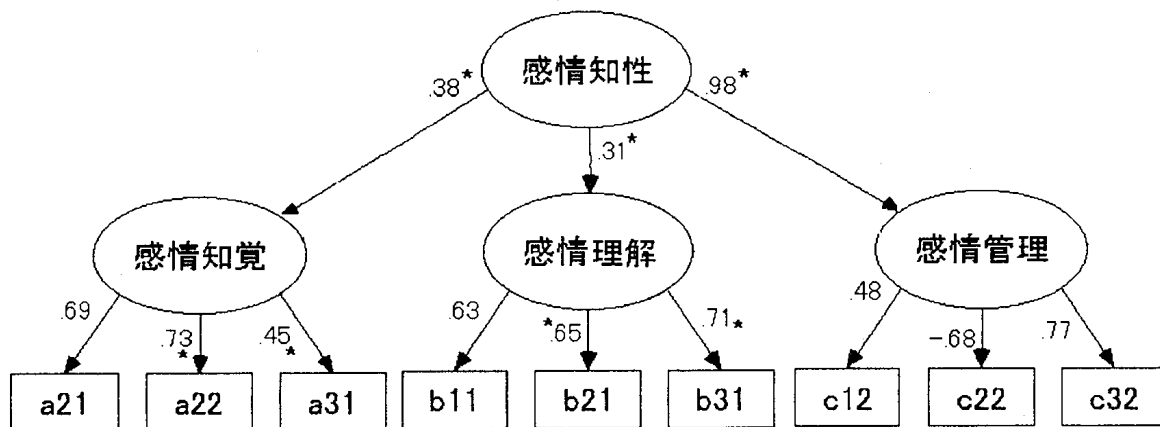 感情知性
.38*
.31*
.98*
感情知覚
感情理解
感情管理
.69
.73*
.45*
.63
*.65
.71*
.48
-.68
.77
a21
a22
a31
b11
b21
b31
c12
c22
c32